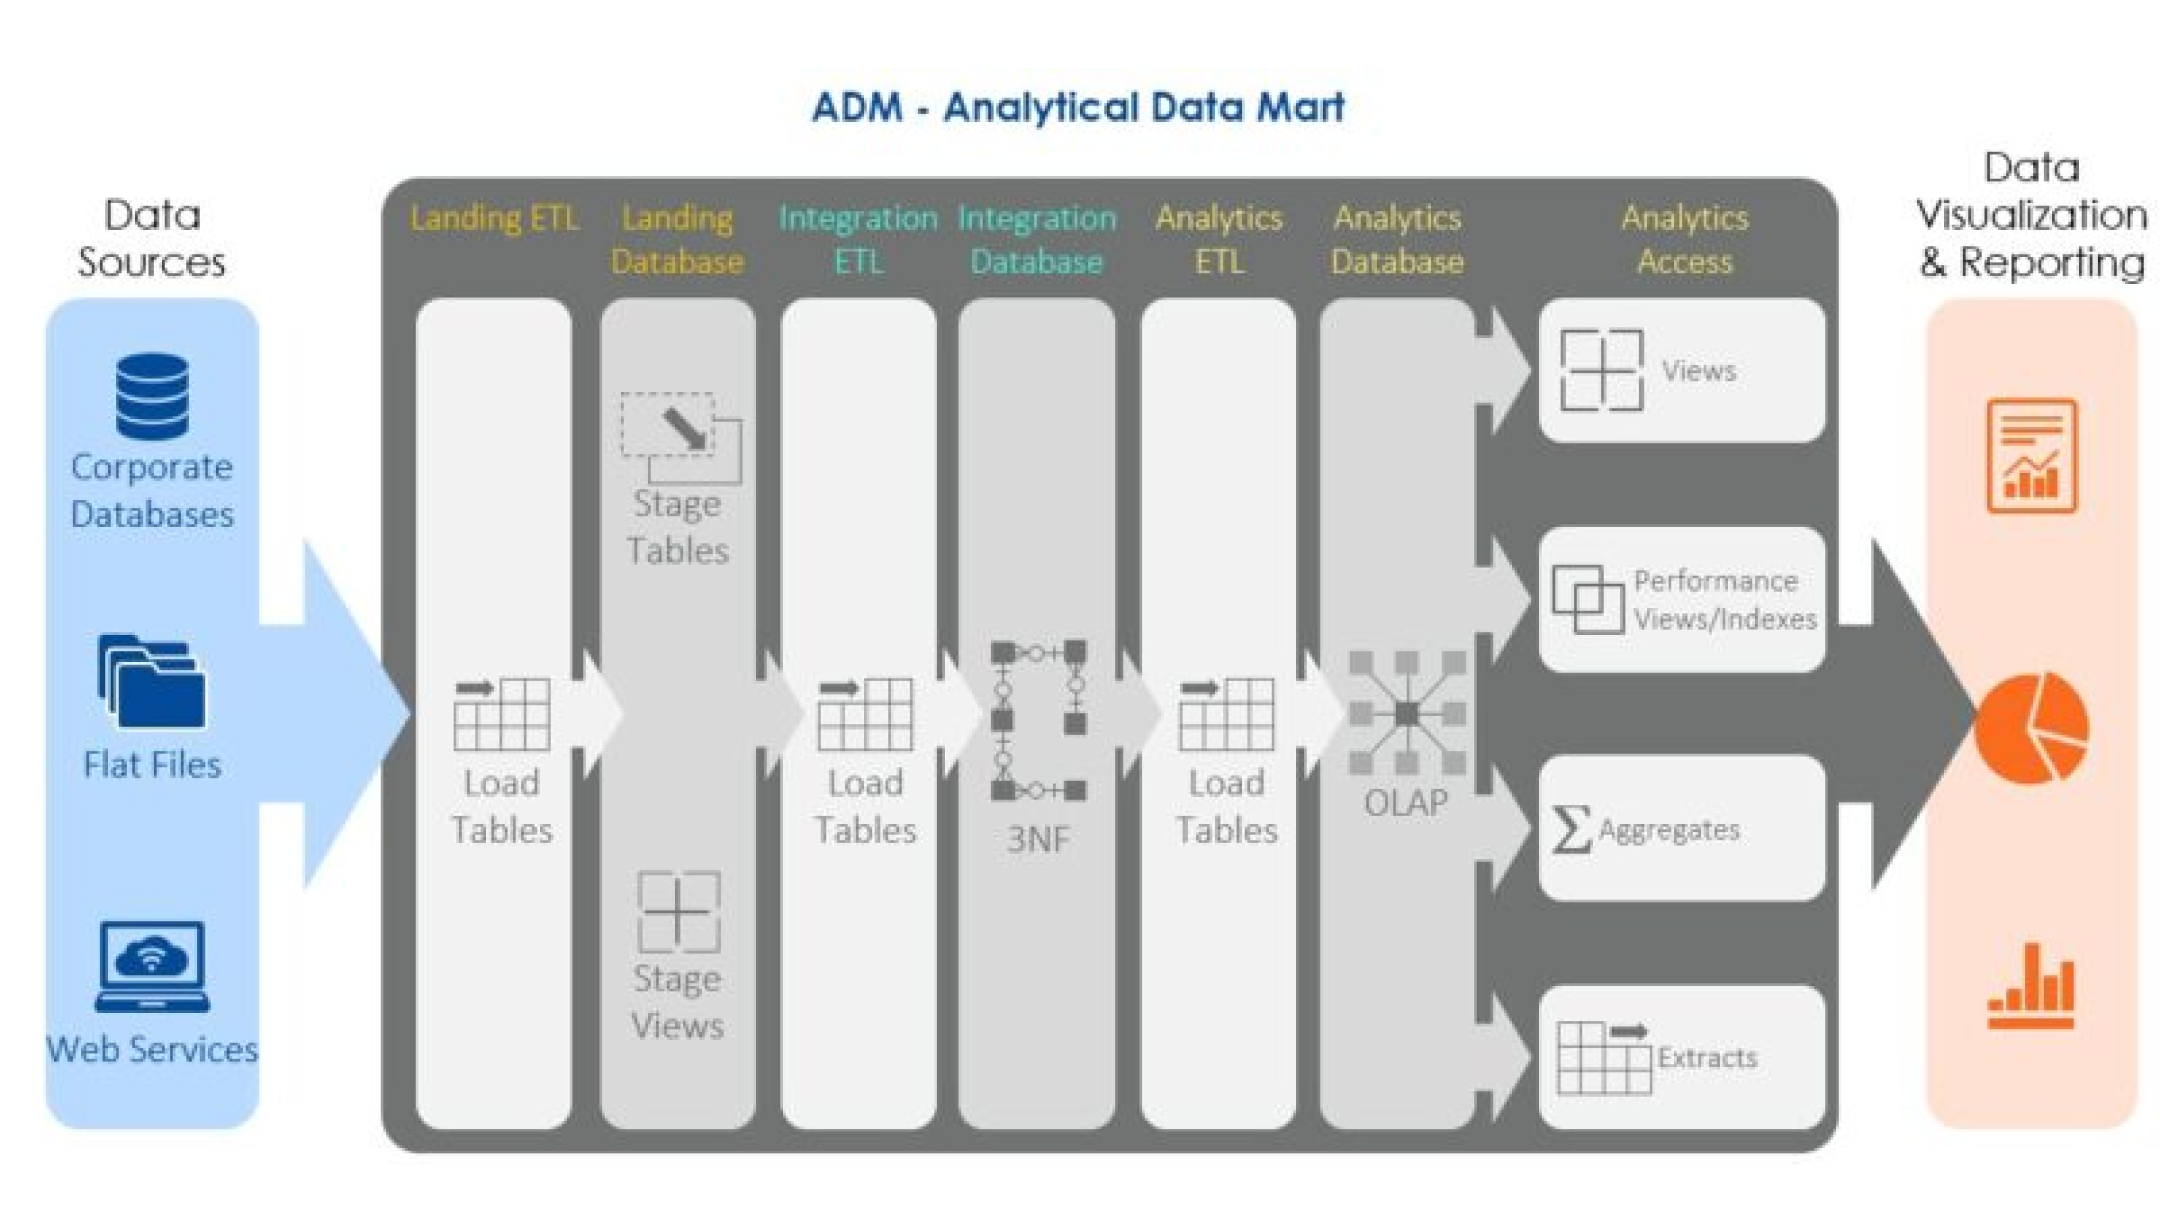 ADM - Analytical Data Mart
Data
Sources
Corporate
Databases
Flat Files
Web Services
Landing ETL
Load
Tables
Landing
Database
Stage
Tables
Stage
Views
Integration
ETL
Load
Tables
Integration
Database
3NF
Analytics
ETL
Load
Tables
Analytics
Database
OLAP
Analytics
Access
Views
Performance
Views/Indexes
Σ Aggregates
Extracts
Data
Visualization
& Reporting